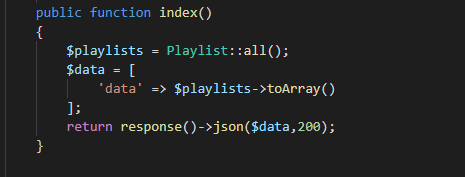 public function index()
{
    $playlists = Playlist::all();
    $data = [
        'data' => $playlists->toArray()
    ];
    return response()->json($data,200);
}